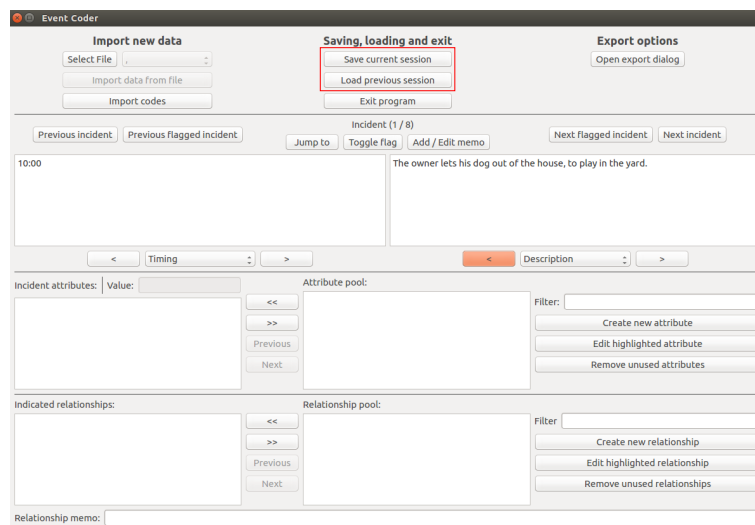 Event Coder
Import new data
Saving, loading and exit
Export options
Select File
,
Save current session
Open export dialog
Import data from file
Load previous session
Import codes
Exit program
Incident (1 / 8)
Previous incident
Previous flagged incident
Jump to
Toggle flag
Add / Edit memo
Next flagged incident
Next incident
10:00
The owner lets his dog out of the house, to play in the yard.
<
Timing
>
<
Description
>
Incident attributes:
Value:
Attribute pool:
<<
Filter:
>>
Create new attribute
Previous
Edit highlighted attribute
Next
Remove unused attributes
Indicated relationships:
Relationship pool:
<<
Filter
>>
Create new relationship
Previous
Edit highlighted relationship
Next
Remove unused relationships
Relationship memo: